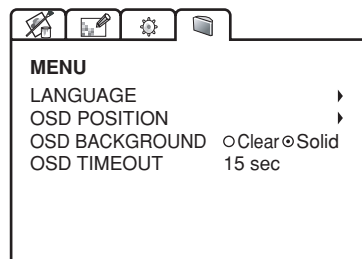 MENU
LANGUAGE
OSD POSITION
OSD BACKGROUND Clear Solid
OSD TIMEOUT 15 sec